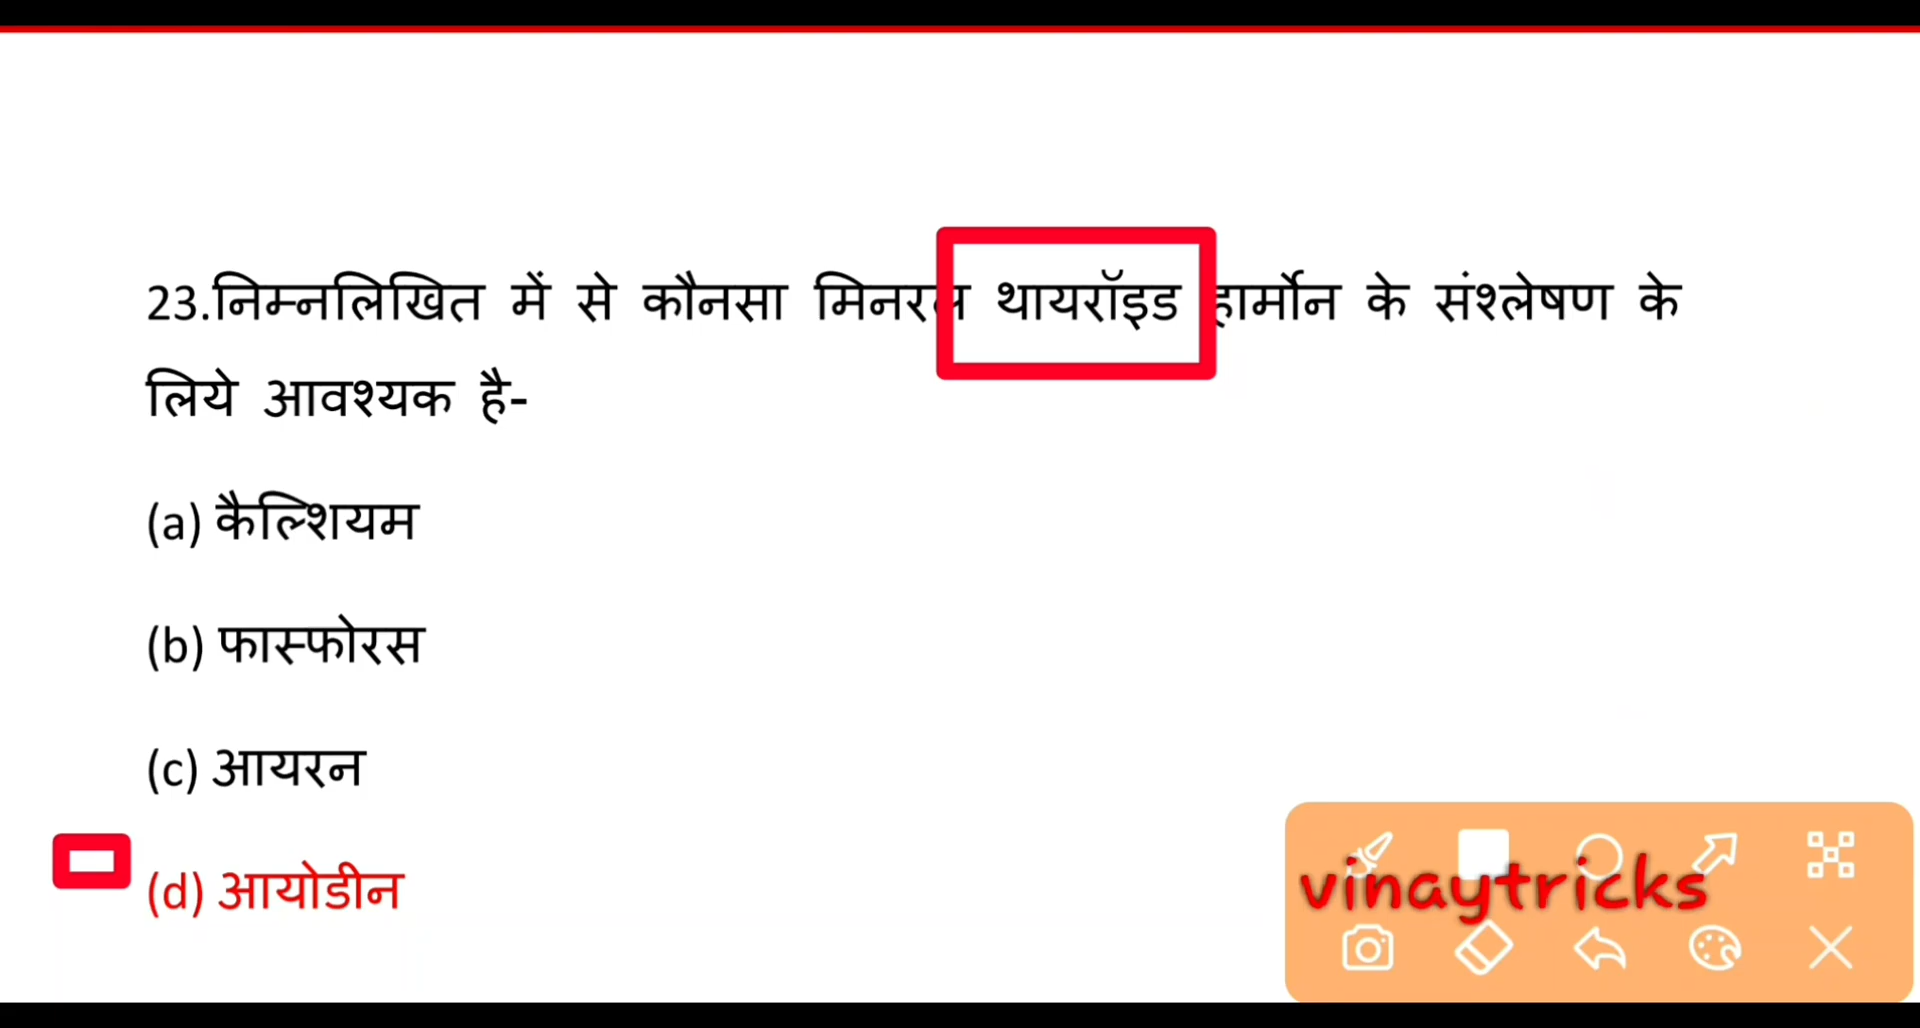 23.निम्नलिखित में से कौनसा मिनरल थायरॉइड हार्मोन के संश्लेषण के
लिये आवश्यक है-
(a) कैल्शियम
(b) फास्फोरस
(c) आयरन
(d) आयोडीन
vinaytricks